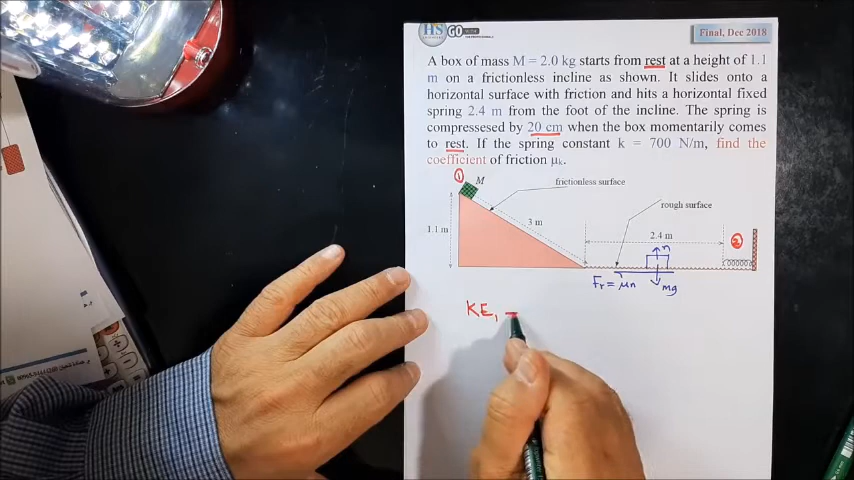 HS GO
Final, Dec 2018
A box of mass M = 2.0 kg starts from rest at a height of 1.1
m on a frictionless incline as shown. It slides onto a
horizontal surface with friction and hits a horizontal fixed
spring 2.4 m from the foot of the incline. The spring is
compressesed by 20 cm when the box momentarily comes
to rest. If the spring constant k = 700 N/m, find the
coefficient of friction μk.
① M
frictionless surface
rough surface
3 m
1.1 m
2.4 m
②
n
Fr = μn
mg
KE, =